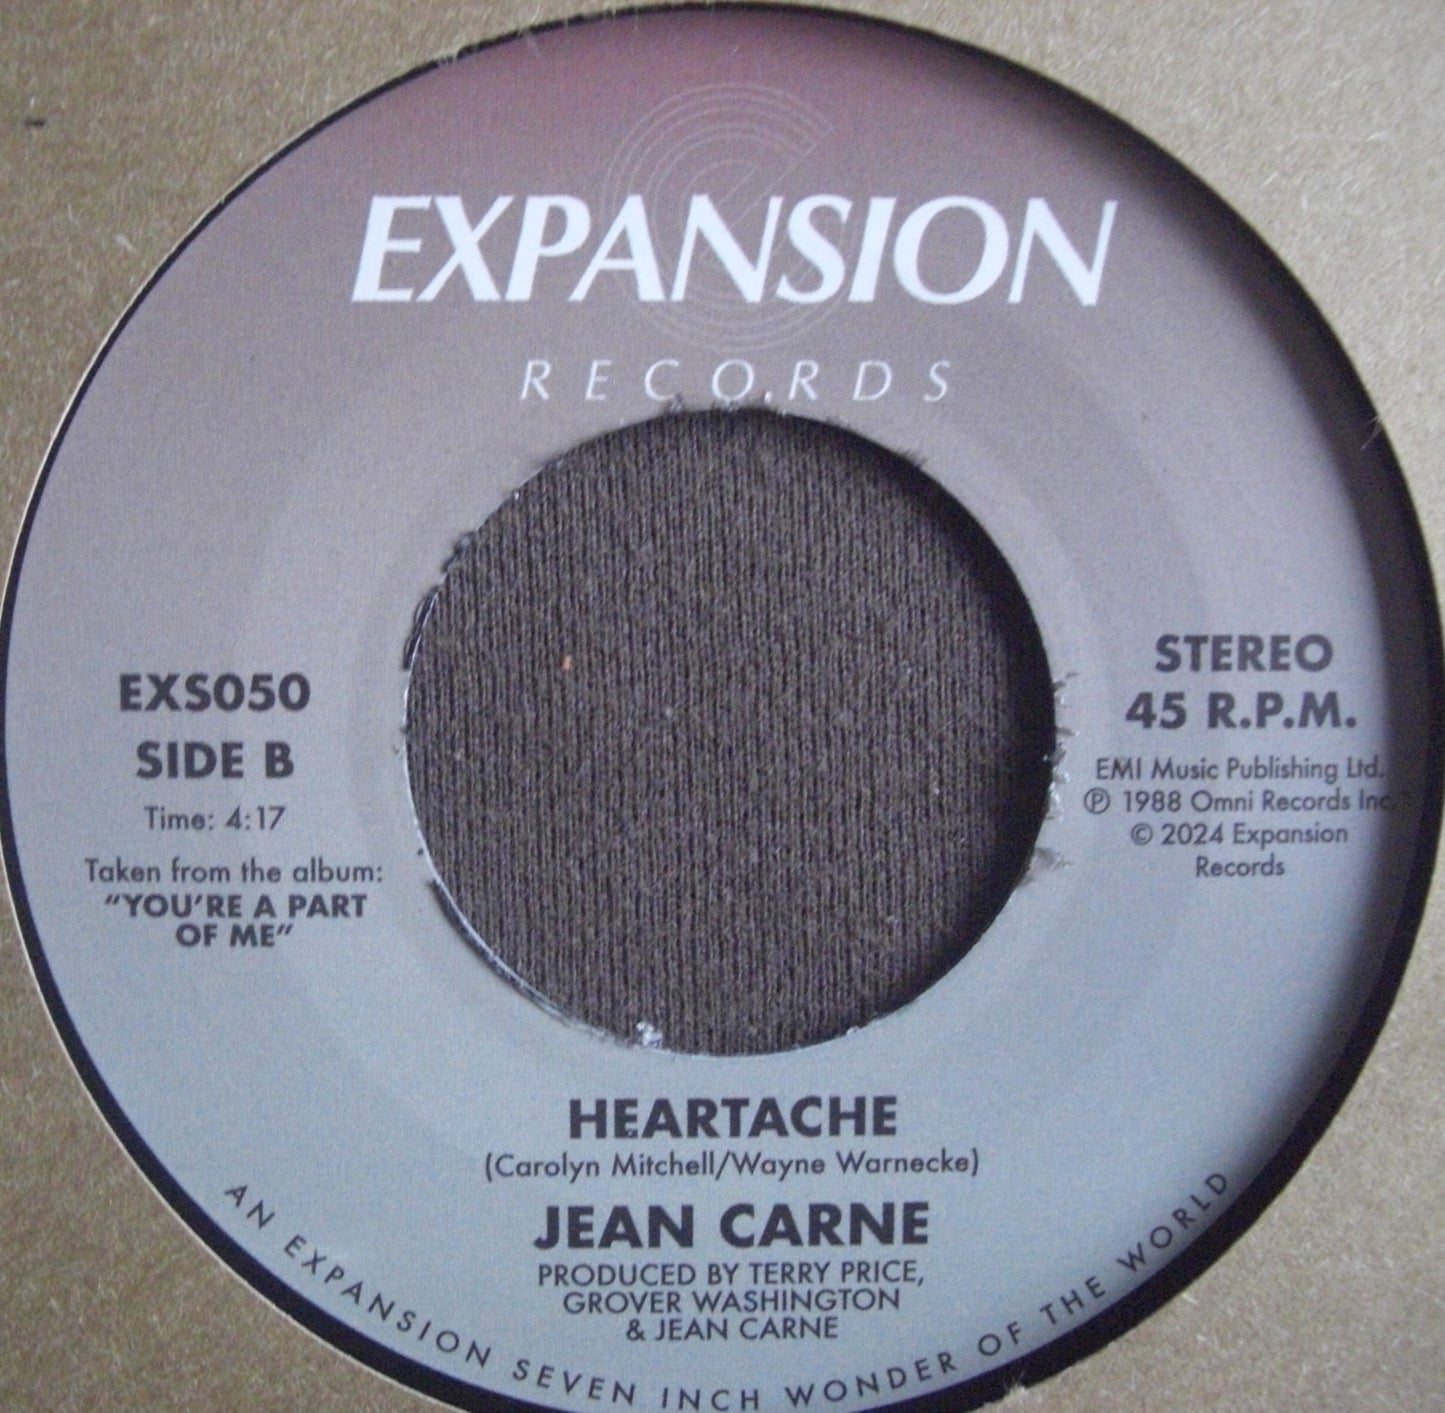 EXPANSION
RECORDS
EXS050
SIDE B
Time: 4:17
Taken from the album:
"YOU'RE A PART
OF ME"
STEREO
45 R.P.M.
EMI Music Publishing Ltd.
℗ 1988 Omni Records Inc.
© 2024 Expansion
Records
HEARTACHE
(Carolyn Mitchell/Wayne Warnecke)
JEAN CARNE
PRODUCED BY TERRY PRICE,
GROVER WASHINGTON
& JEAN CARNE
AN EXPANSION SEVEN INCH WONDER OF THE WORLD